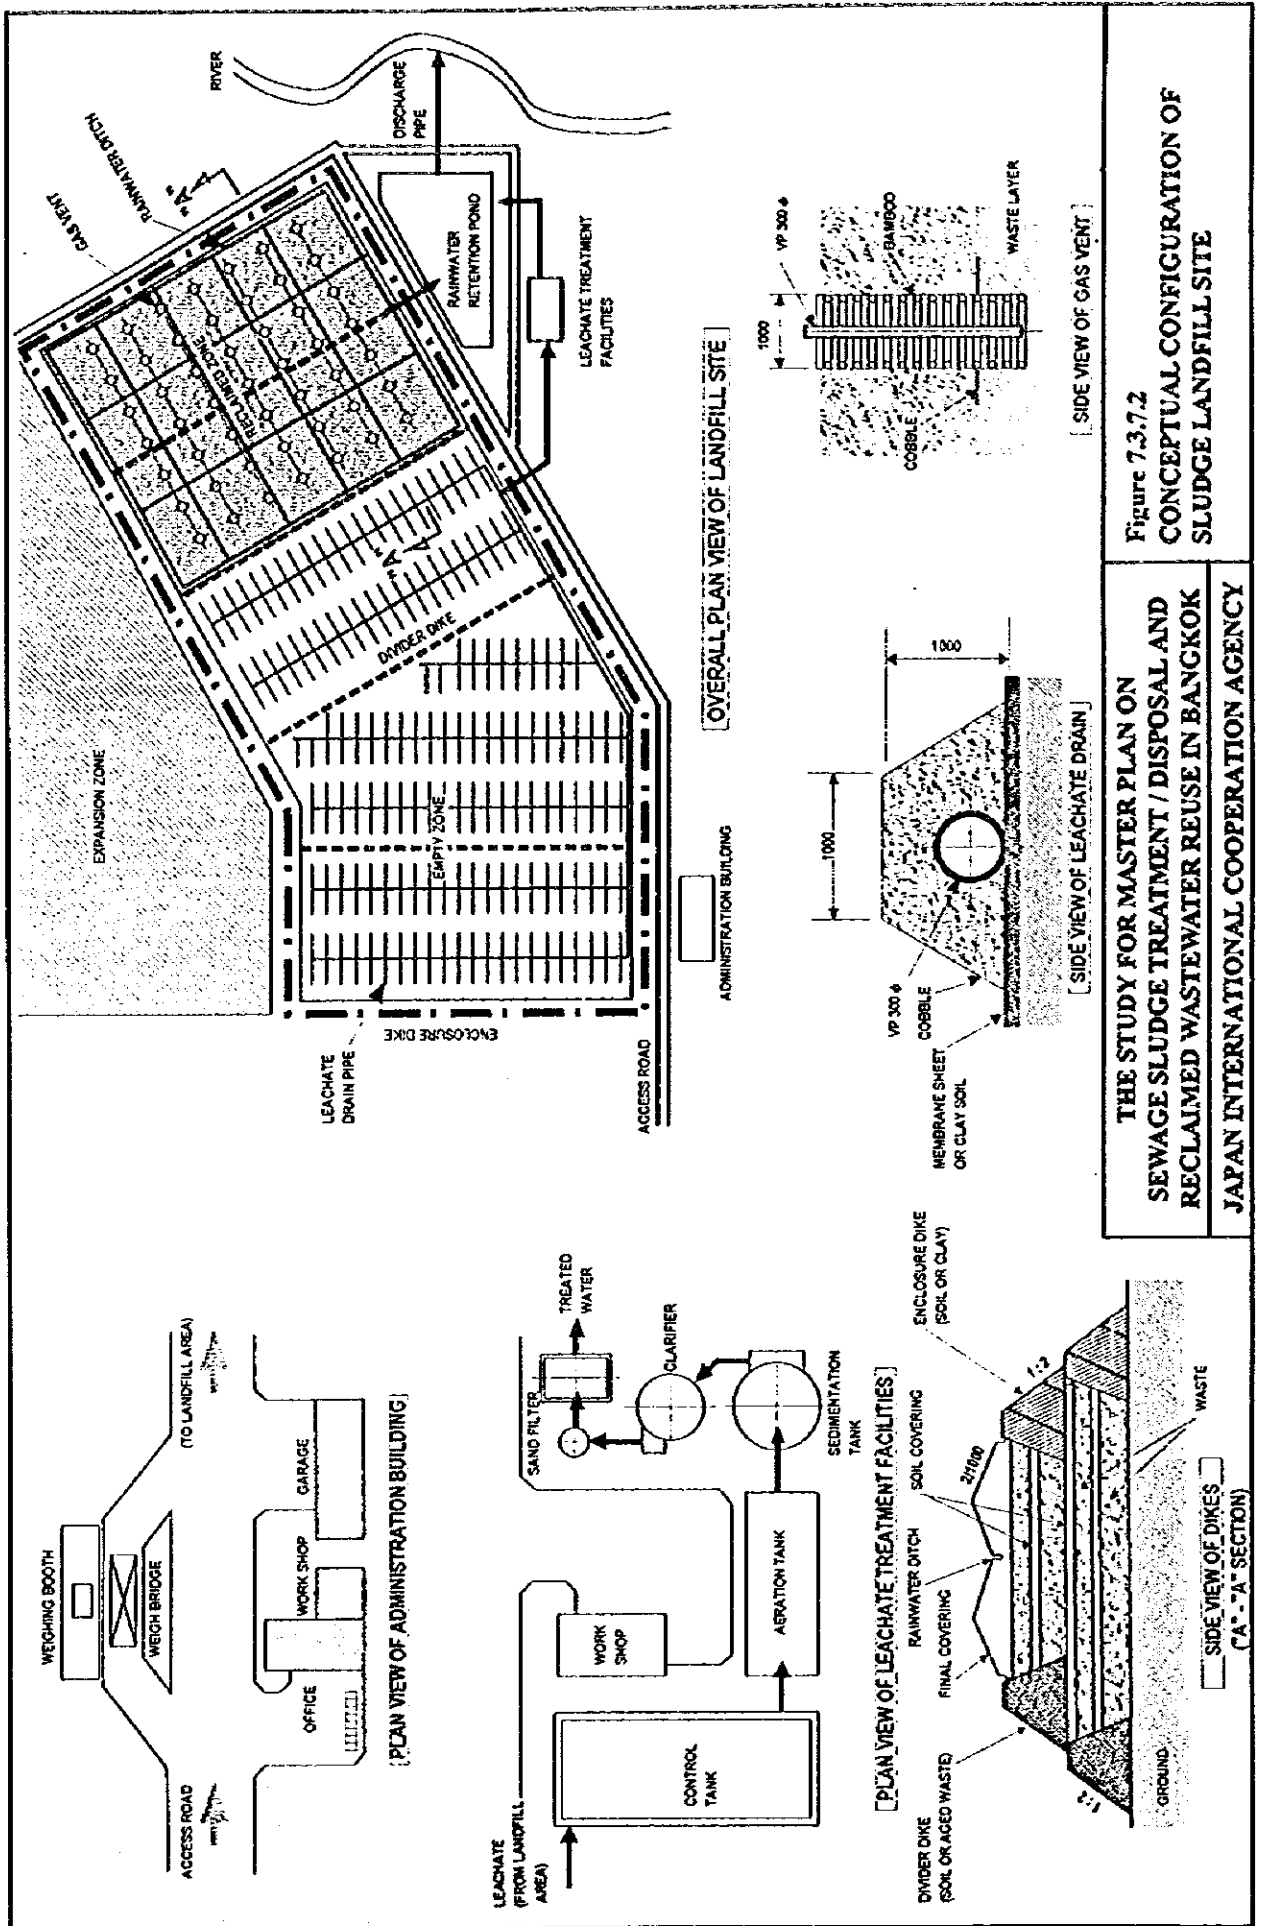 WEIGHING BOOTH
WEIGH BRIDGE
ACCESS ROAD
(TO LANDFILL AREA)
OFFICE
WORK SHOP
GARAGE
[PLAN VIEW OF ADMINISTRATION BUILDING]
LEACHATE
(FROM LANDFILL
AREA)
CONTROL
TANK
WORK
SHOP
AERATION TANK
SEDIMENTATION
TANK
CLARIFIER
SAND FILTER
TREATED
WATER
[PLAN VIEW OF LEACHATE TREATMENT FACILITIES]
DIVIDER DIKE
(SOIL OR AGED WASTE)
FINAL COVERING
RAINWATER DITCH
SOIL COVERING
ENCLOSURE DIKE
(SOIL OR CLAY)
2/1000
1:2
1:2
GROUND
WASTE
[SIDE VIEW OF DIKES
("A"-"A" SECTION)
EXPANSION ZONE
LEACHATE
DRAIN PIPE
ENCLOSURE DIKE
ACCESS ROAD
EMPTY ZONE
DIVIDER DIKE
"A"
RECLAIMED ZONE
GAS VENT
RAINWATER DITCH
"A"
RIVER
DISCHARGE
PIPE
RAINWATER
RETENTION POND
LEACHATE TREATMENT
FACILITIES
ADMINISTRATION BUILDING
[OVERALL PLAN VIEW OF LANDFILL SITE]
1000
1000
VP 300 φ
COBBLE
MEMBRANE SHEET
OR CLAY SOIL
[SIDE VIEW OF LEACHATE DRAIN]
VP 300 φ
1000
BAMBOO
COBBLE
WASTE LAYER
[SIDE VIEW OF GAS VENT]
THE STUDY FOR MASTER PLAN ON
SEWAGE SLUDGE TREATMENT / DISPOSAL AND
RECLAIMED WASTEWATER REUSE IN BANGKOK
JAPAN INTERNATIONAL COOPERATION AGENCY
Figure 7.3.7.2
CONCEPTUAL CONFIGURATION OF
SLUDGE LANDFILL SITE